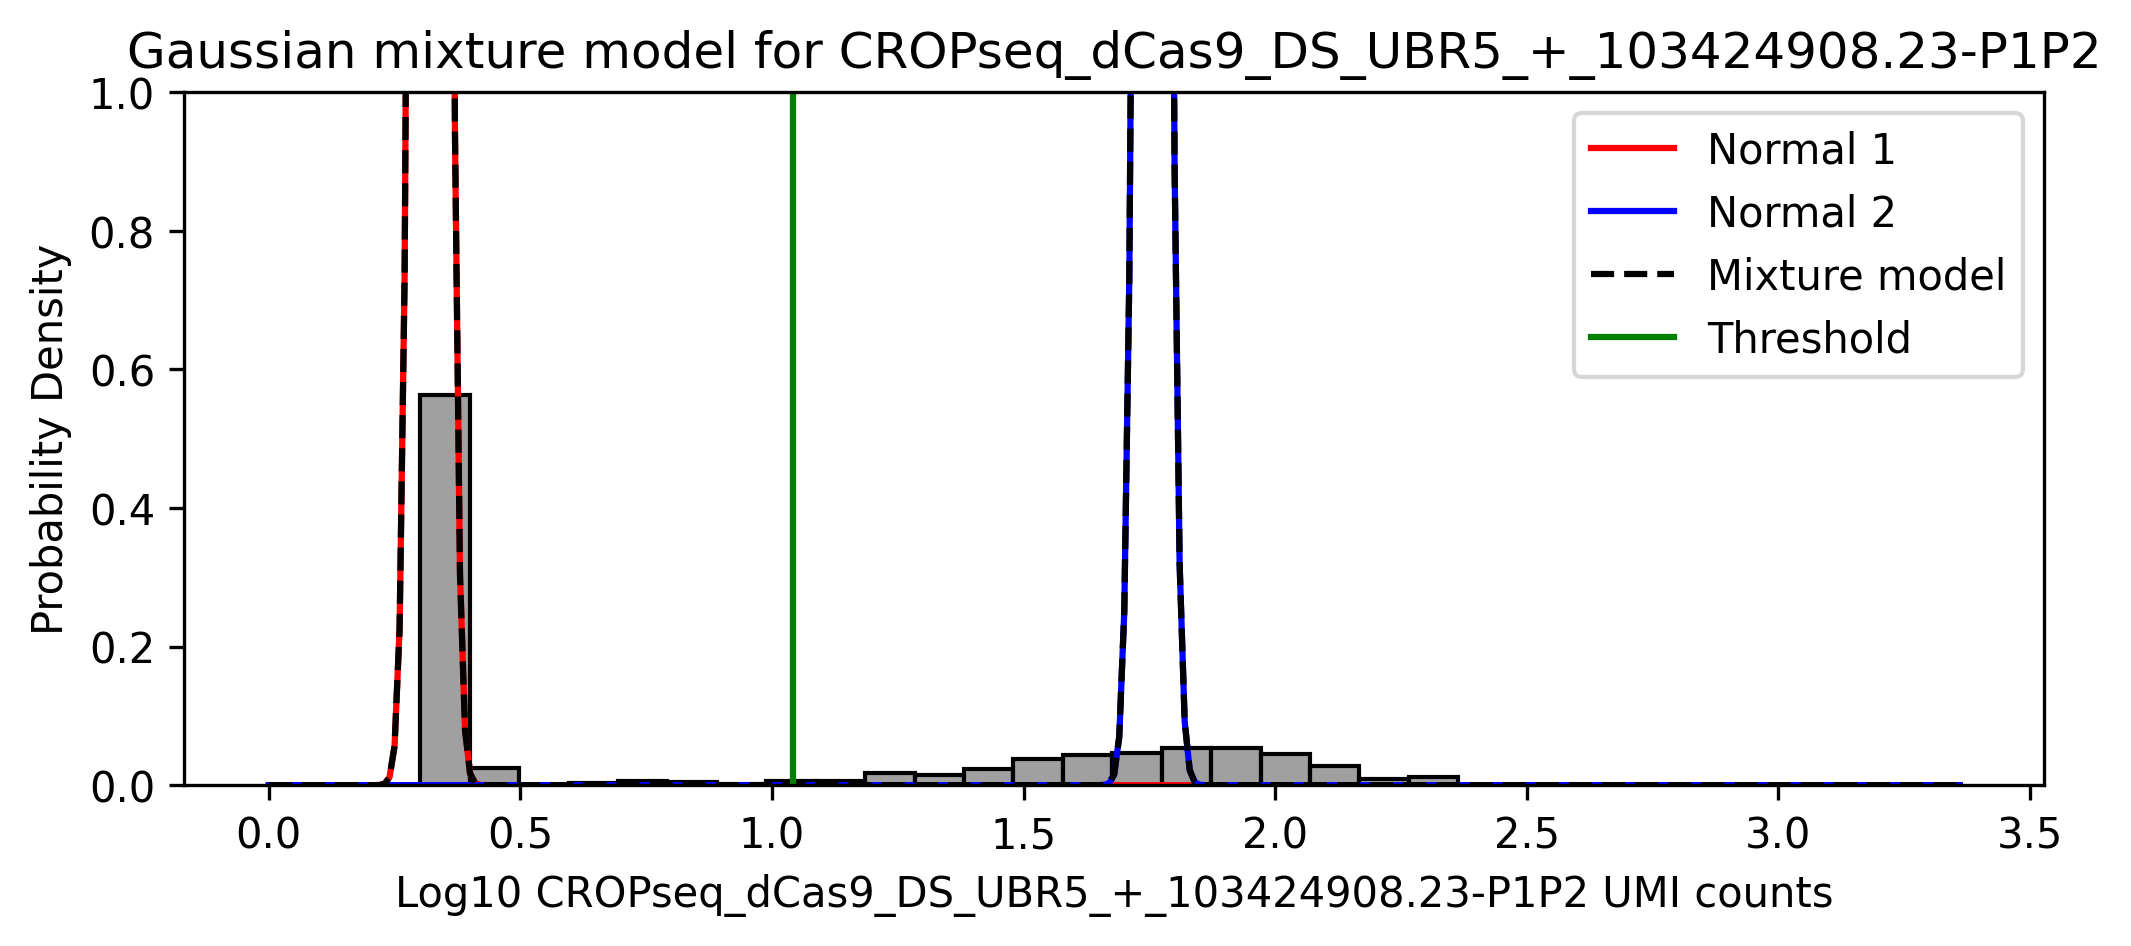 Gaussian mixture model for CROPseq_dCas9_DS_UBR5_+_103424908.23-P1P2
1.0
0.8
0.6
0.4
0.2
0.0
Probability Density
Normal 1
Normal 2
Mixture model
Threshold
0.0 0.5 1.0 1.5 2.0 2.5 3.0 3.5
Log10 CROPseq_dCas9_DS_UBR5_+_103424908.23-P1P2 UMI counts